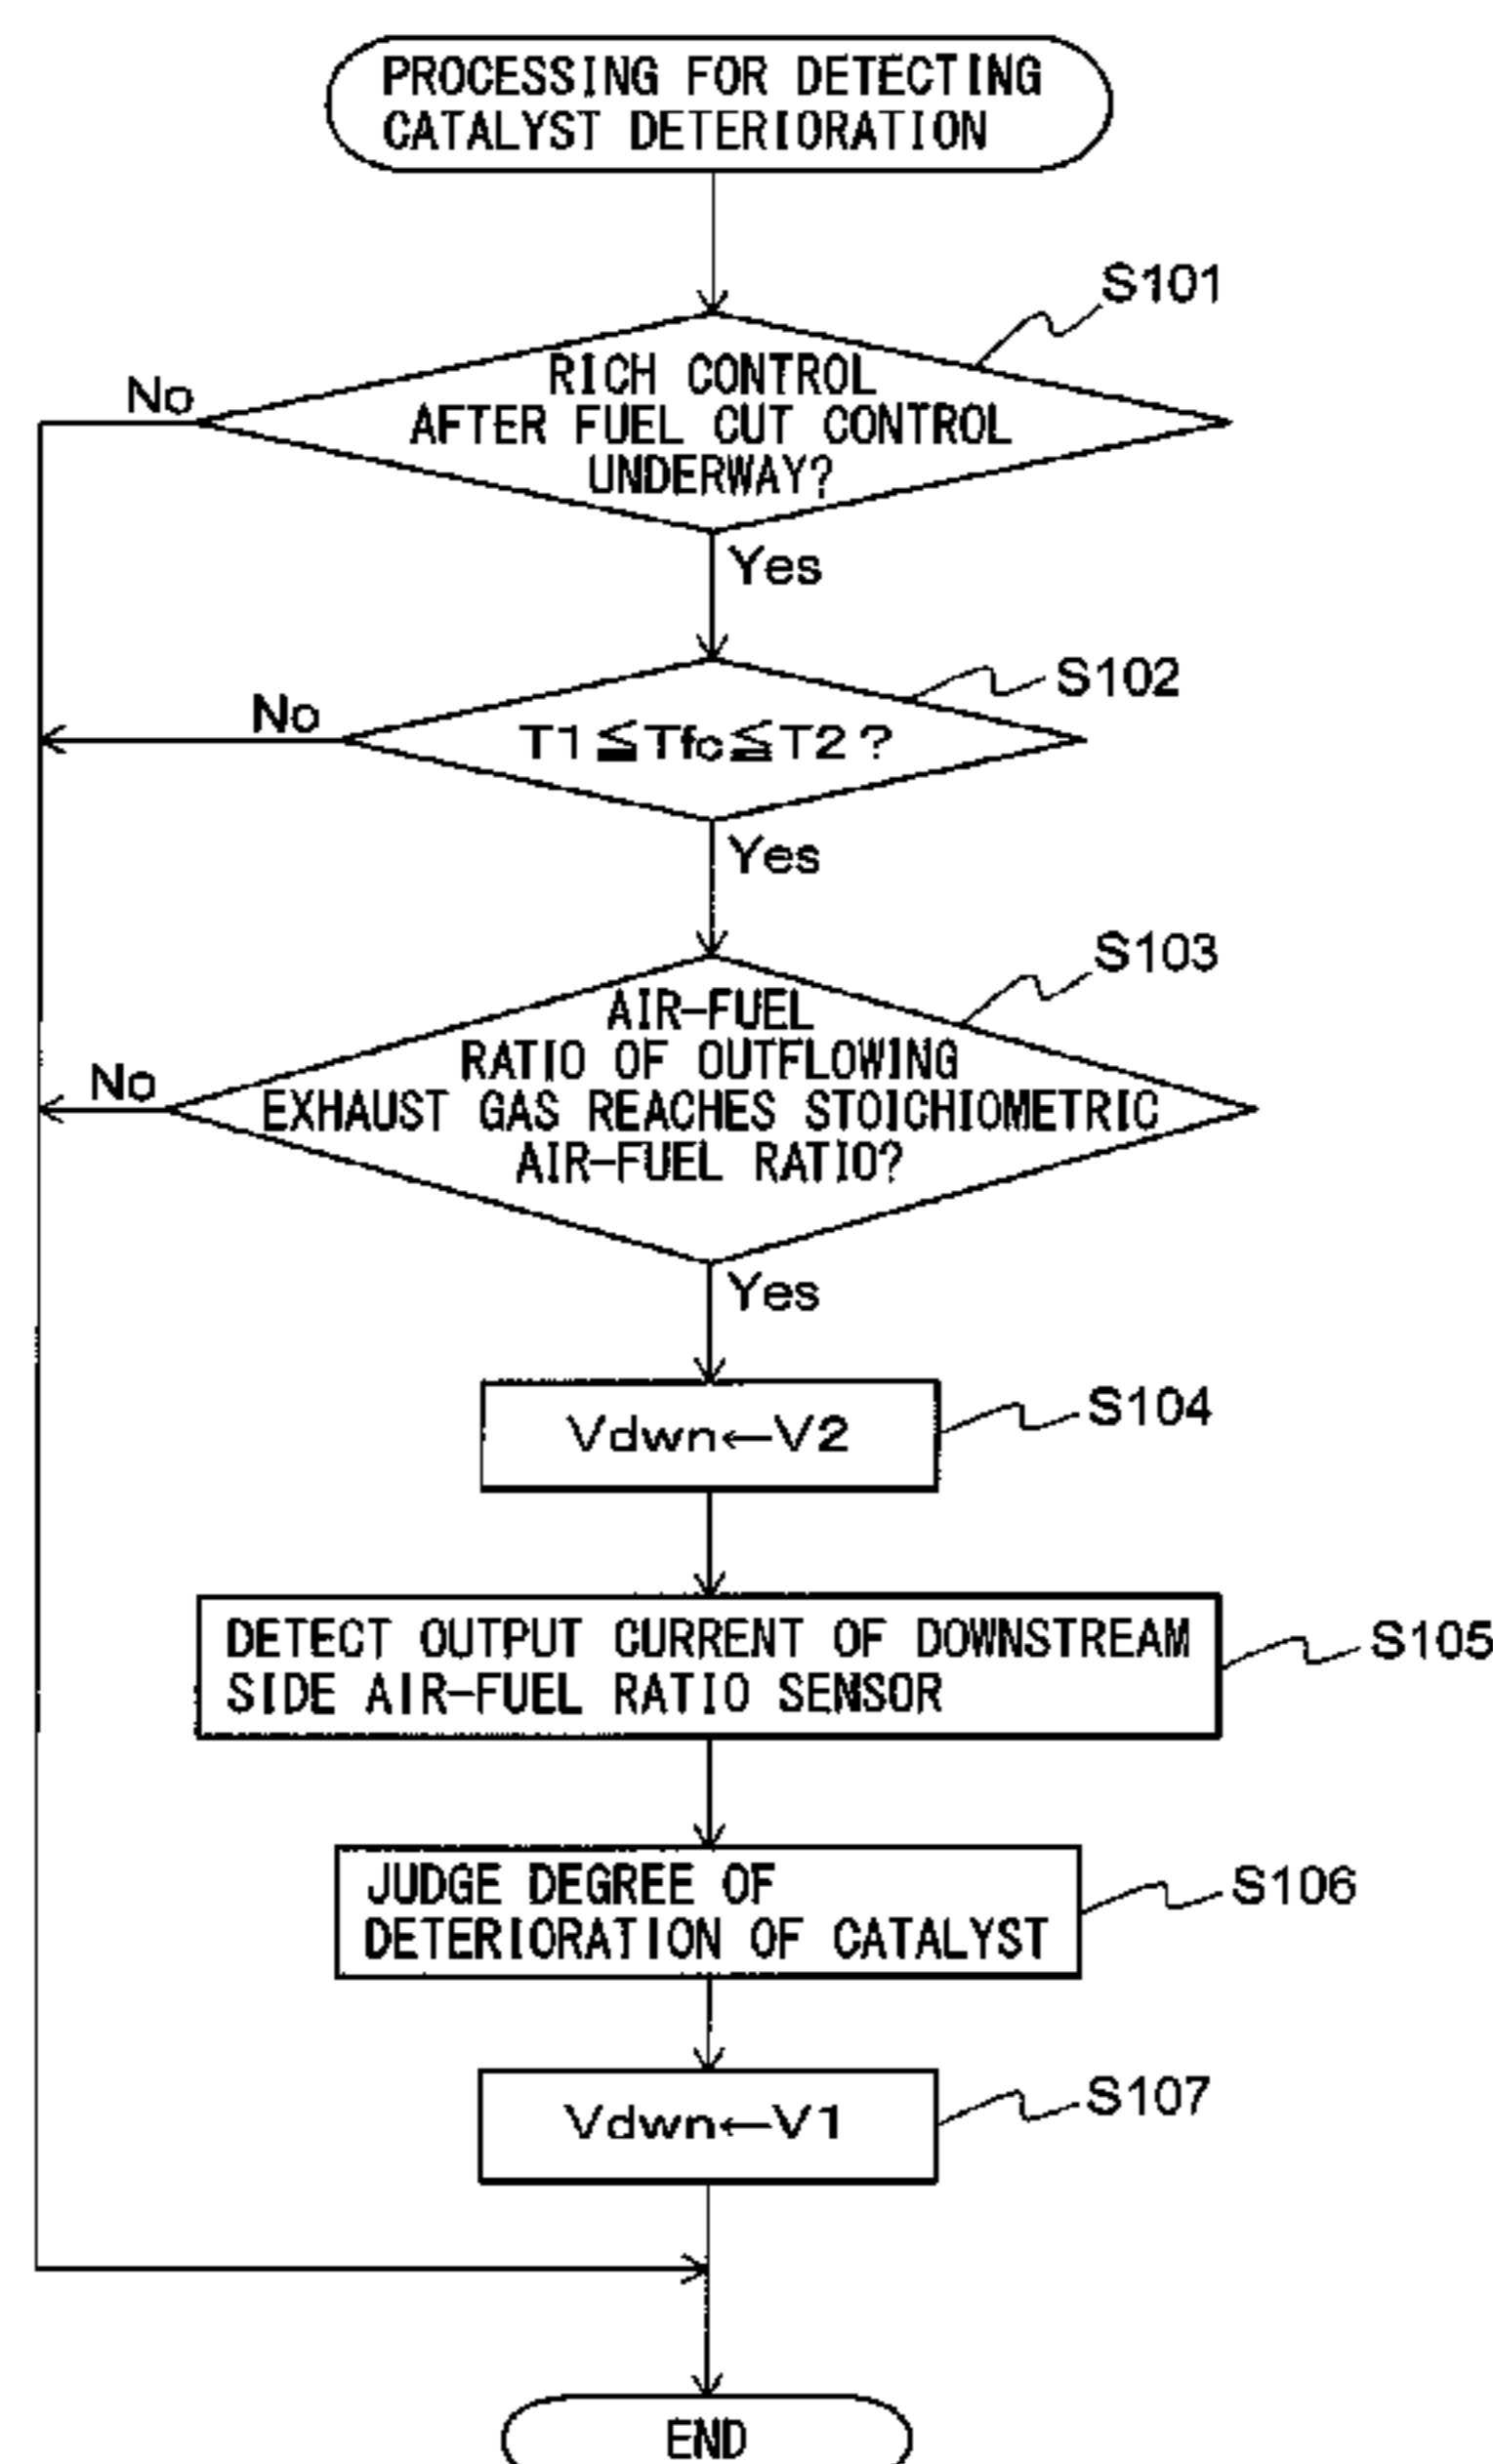 PROCESSING FOR DETECTING
CATALYST DETERIORATION
S101
RICH CONTROL
AFTER FUEL CUT CONTROL
UNDERWAY?
No
Yes
S102
T1≦Tfc≦T2?
No
Yes
S103
AIR-FUEL
RATIO OF OUTFLOWING
EXHAUST GAS REACHES STOICHIOMETRIC
AIR-FUEL RATIO?
No
Yes
S104
Vdwn←V2
S105
DETECT OUTPUT CURRENT OF DOWNSTREAM
SIDE AIR-FUEL RATIO SENSOR
S106
JUDGE DEGREE OF
DETERIORATION OF CATALYST
S107
Vdwn←V1
END